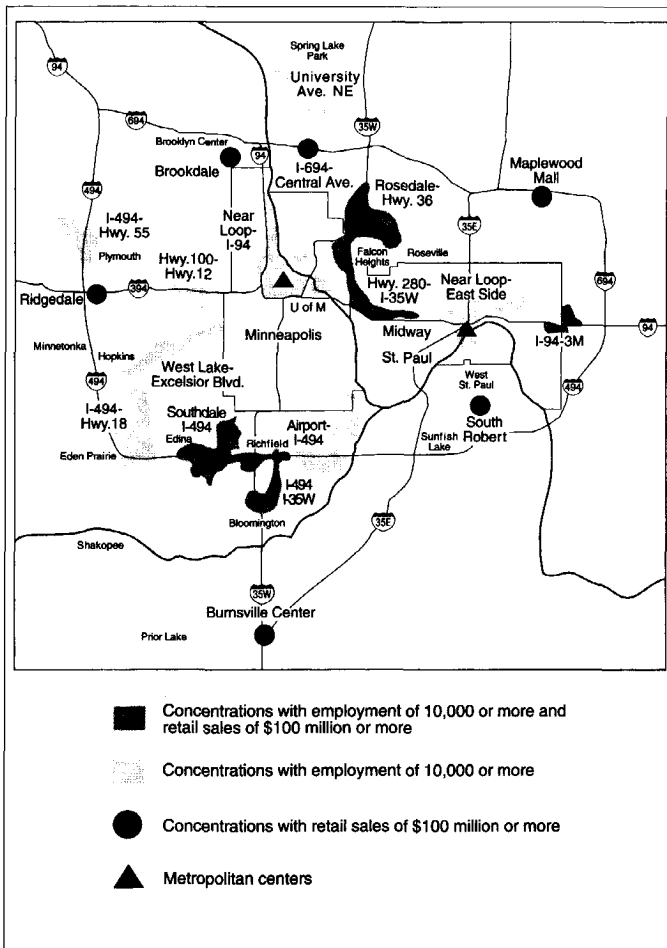 Spring Lake
Park
University
Ave. NE
94
35W
694
Brooklyn Center
94
Brookdale
I-694-
Central Ave.
Maplewood
Mall
494
Rosedale-
Hwy. 36
I-494-
Hwy. 55
Near
Loop-
I-94
35E
Plymouth
Hwy.100-
Hwy.12
Falcon
Heights
Roseville
Near Loop-
East Side
694
Ridgedale
394
Hwy. 280-
I-35W
U of M
Minneapolis
Midway
I-94-3M
94
Minnetonka
Hopkins
St. Paul
West Lake-
Excelsior Blvd.
West
St. Paul
494
494
I-494-
Hwy.18
Southdale
I-494
Airport-
I-494
South
Robert
Edina
Richfield
Sunfish
Lake
Eden Prairie
I-494
I-35W
Bloomington
35E
Shakopee
35W
Burnsville Center
Prior Lake
Concentrations with employment of 10,000 or more and
retail sales of $100 million or more
Concentrations with employment of 10,000 or more
Concentrations with retail sales of $100 million or more
Metropolitan centers